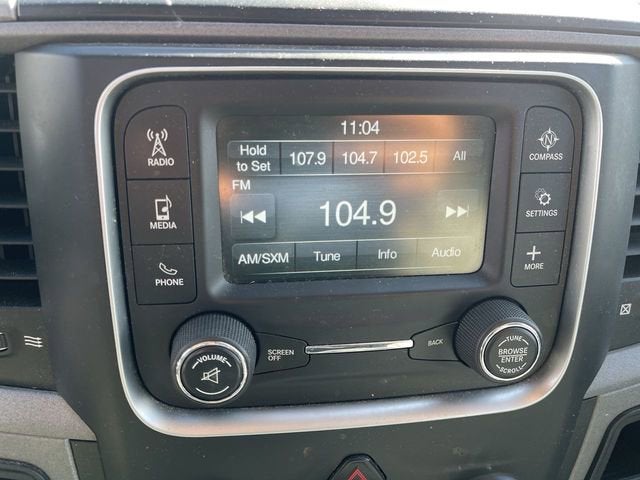 11:04
Hold to Set 107.9 104.7 102.5 All
FM
104.9
AM/SXM Tune Info Audio
RADIO
MEDIA
PHONE
COMPASS
SETTINGS
MORE
N
VOLUME
SCREEN
OFF
BACK
TUNE
BROWSE
ENTER
SCROLL